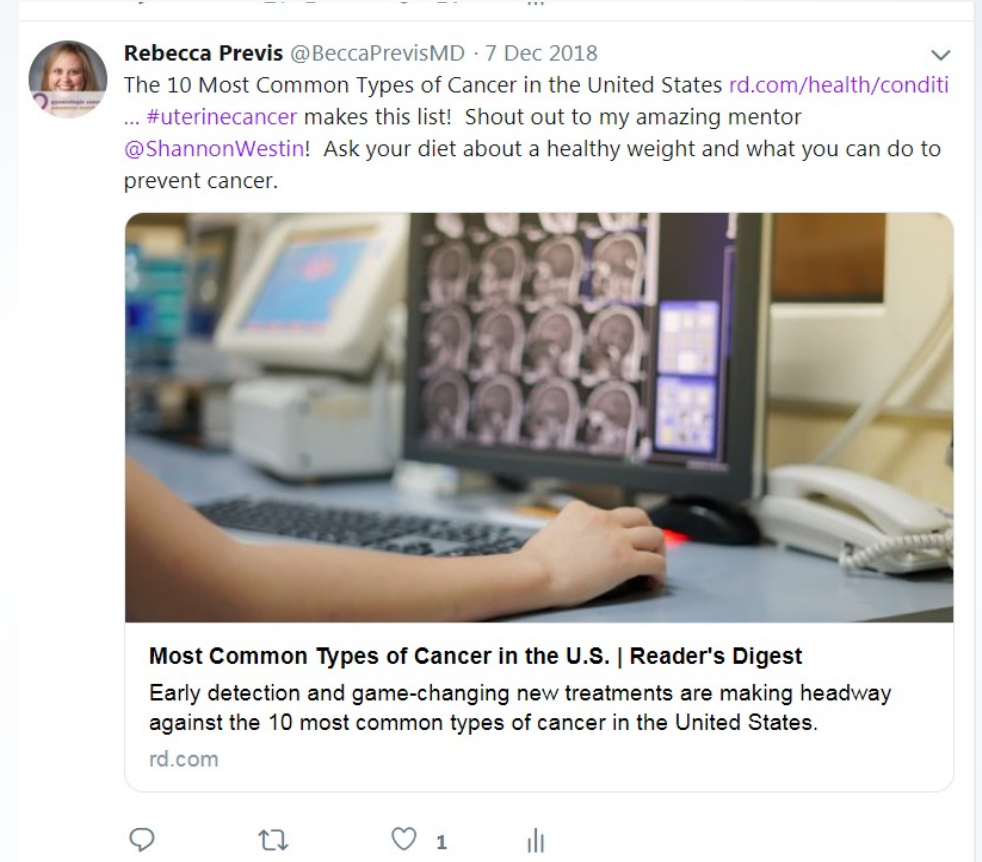 Rebecca Previs @BeccaPrevisMD · 7 Dec 2018
The 10 Most Common Types of Cancer in the United States rd.com/health/conditi
... #uterinecancer makes this list!  Shout out to my amazing mentor
@ShannonWestin!  Ask your diet about a healthy weight and what you can do to
prevent cancer.
Most Common Types of Cancer in the U.S. | Reader's Digest
Early detection and game-changing new treatments are making headway
against the 10 most common types of cancer in the United States.
rd.com
1